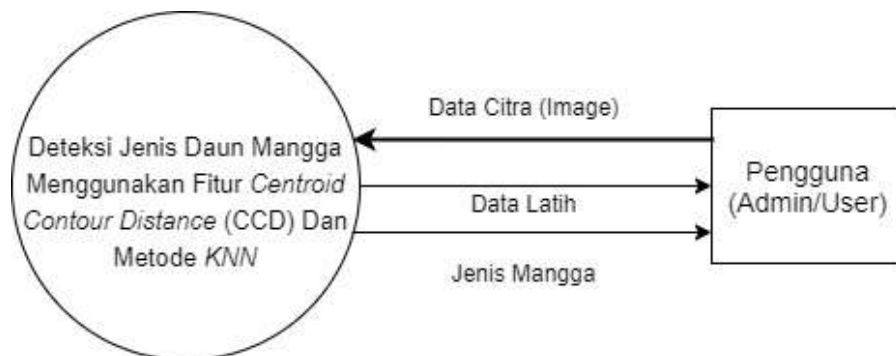 Deteksi Jenis Daun Mangga
Menggunakan Fitur Centroid
Contour Distance (CCD) Dan
Metode KNN
Data Citra (Image)
Data Latih
Jenis Mangga
Pengguna
(Admin/User)